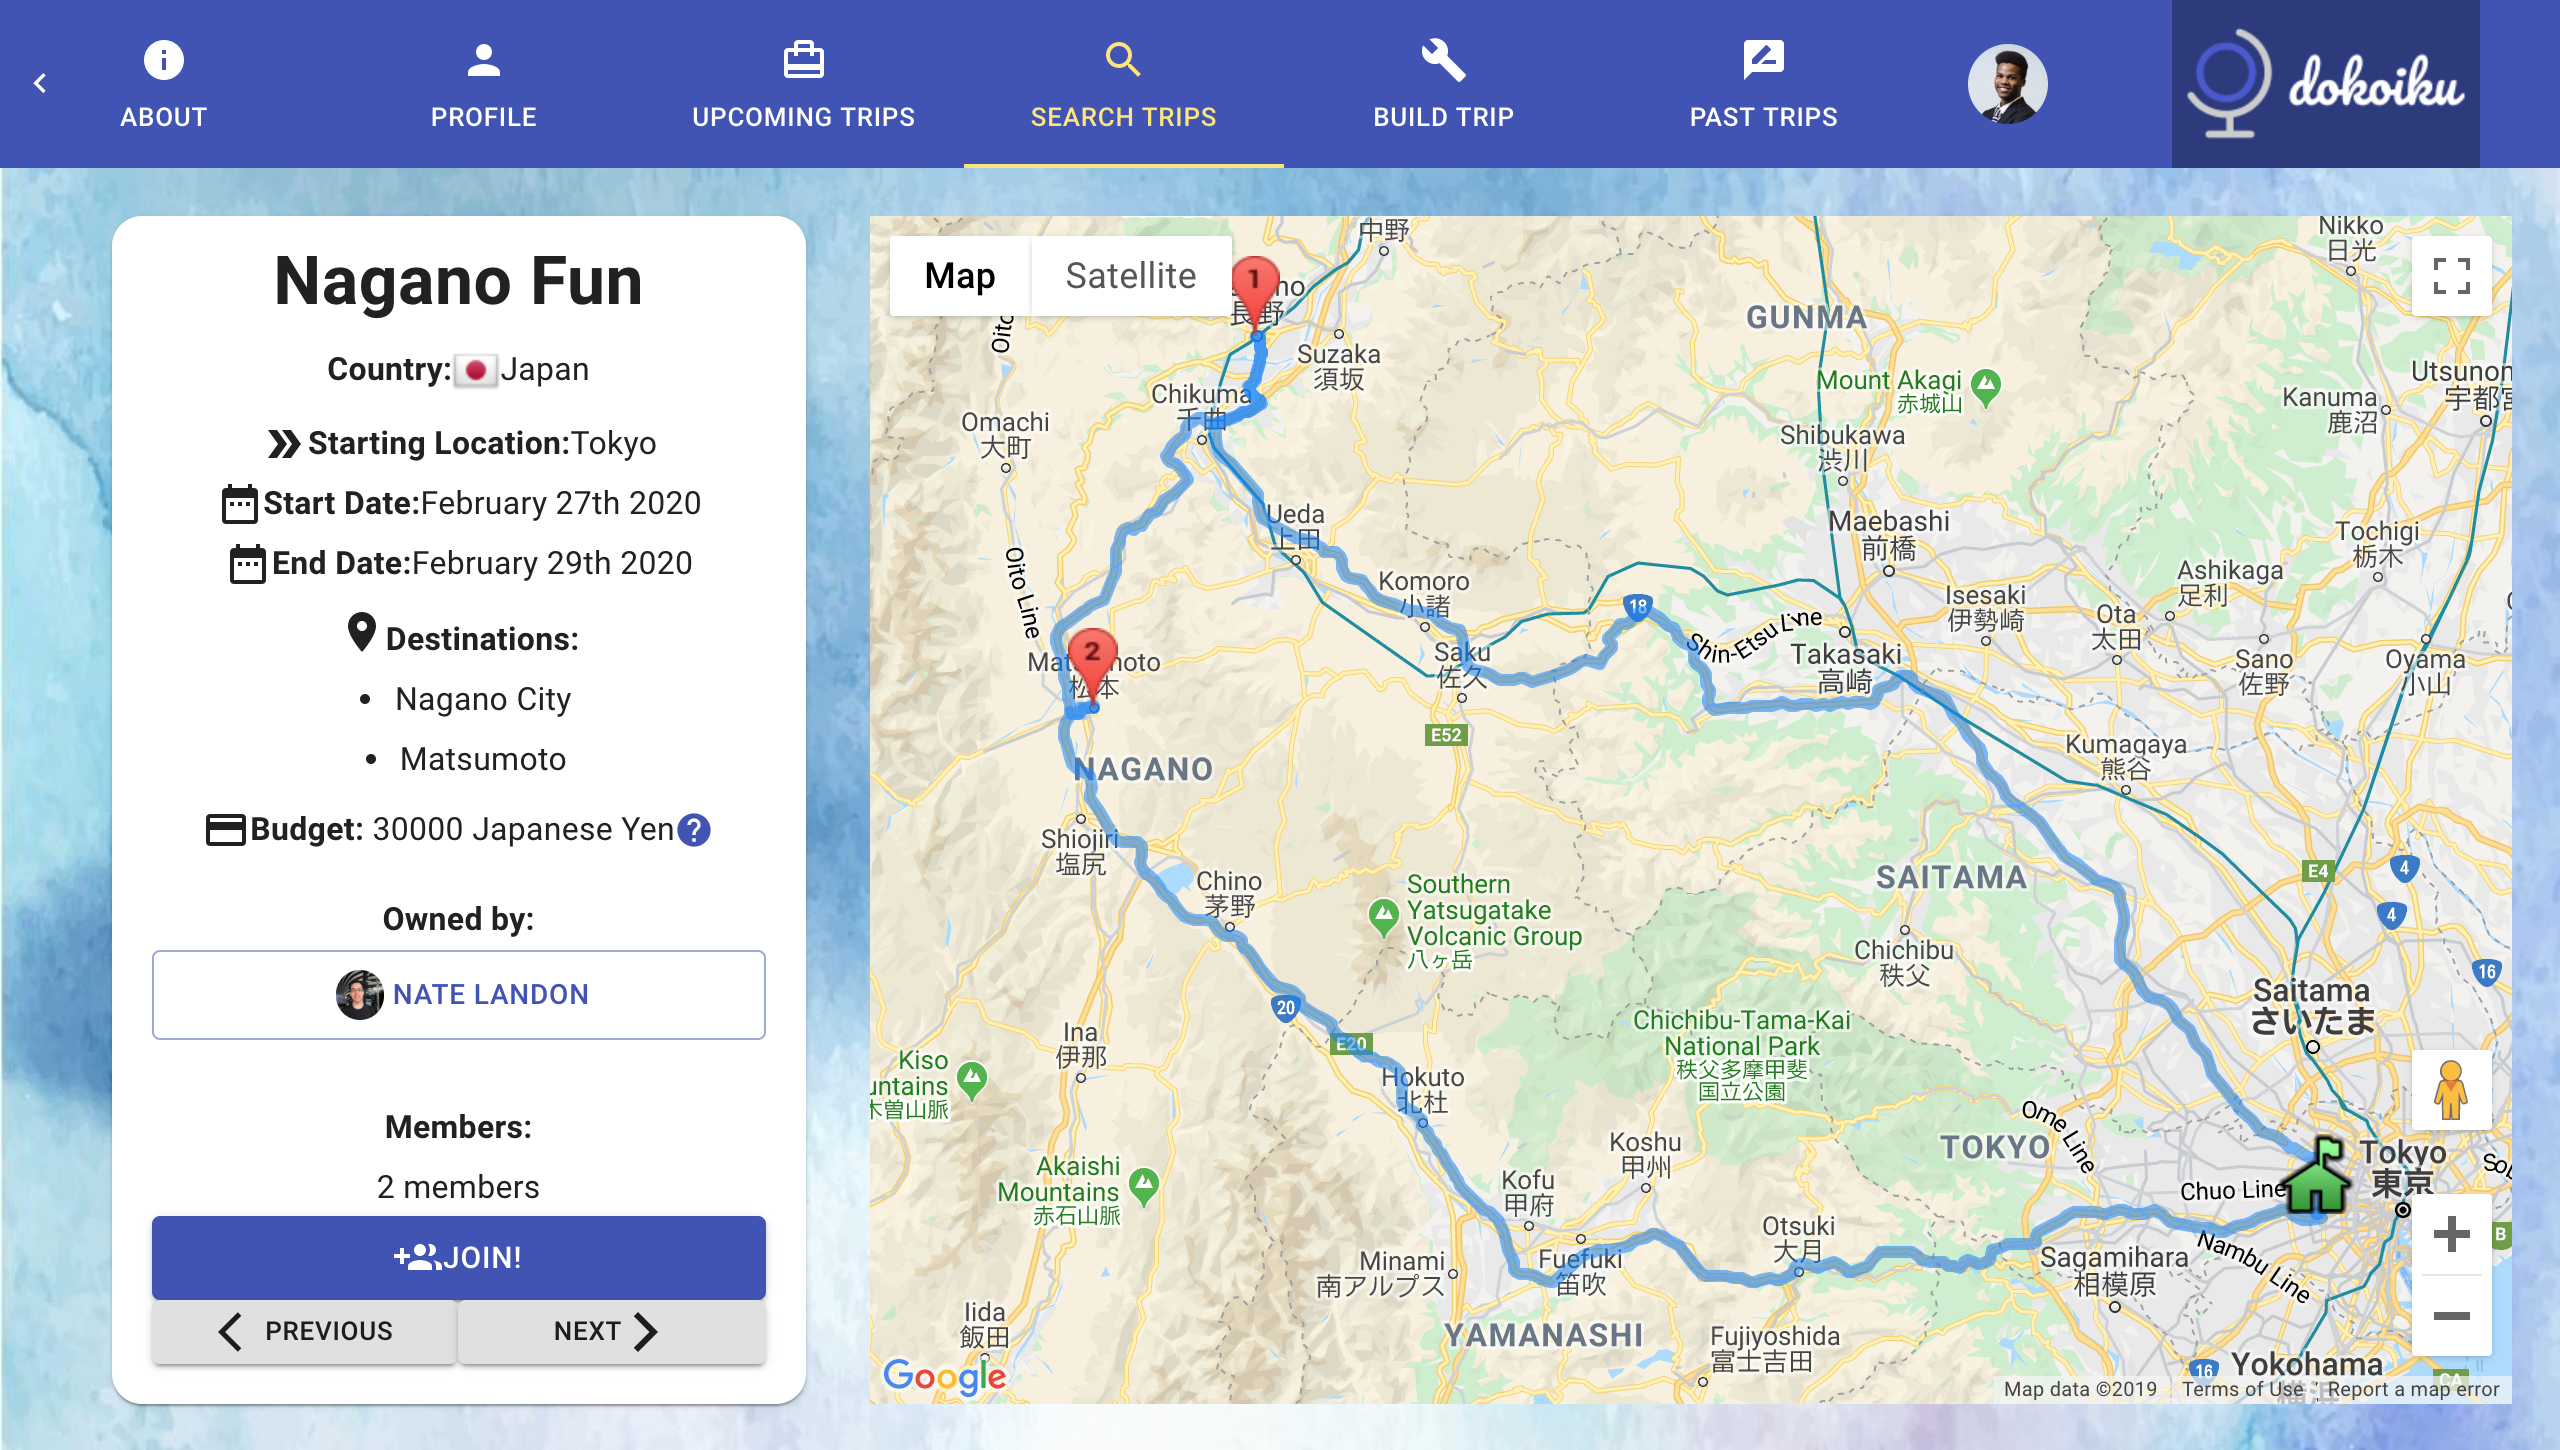 ABOUT
PROFILE
UPCOMING TRIPS
SEARCH TRIPS
BUILD TRIP
PAST TRIPS
dokoiku
Nagano Fun
Country: Japan
Starting Location:Tokyo
Start Date:February 27th 2020
End Date:February 29th 2020
Destinations:
• Nagano City
• Matsumoto
Budget: 30000 Japanese Yen ?
Owned by:
NATE LANDON
Members:
2 members
JOIN!
PREVIOUS
NEXT
Map
Satellite
中野
1
長野
Suzaka
須坂
Chikuma
千曲
Omachi
大町
Oito Line
Ueda
上田
Komoro
小諸
Saku
佐久
18
Shin-Etsu Line
Takasaki
高崎
GUNMA
Mount Akagi
赤城山
Shibukawa
渋川
Maebashi
前橋
Isesaki
伊勢崎
Nikko
日光
Kanuma
鹿沼
Tochigi
栃木
Ashikaga
足利
Ota
太田
Sano
佐野
Oyama
小山
Kumagaya
熊谷
2
松本
E52
NAGANO
Shiojiri
塩尻
Chino
茅野
Southern
Yatsugatake
Volcanic Group
八ヶ岳
SAITAMA
E4
4
4
16
Chichibu
秩父
Saitama
さいたま
20
E20
Ina
伊那
Kiso
木曽山脈
Hokuto
北杜
Chichibu-Tama-Kai
National Park
秩父多摩甲斐
国立公園
Koshu
甲州
Kofu
甲府
Akaishi
Mountains
赤石山脈
TOKYO
Ome Line
Tokyo
東京
Chuo Line
Otsuki
大月
Minami
南アルプス
Fuefuki
笛吹
Sagamihara
相模原
Nambu Line
B
Iida
飯田
YAMANASHI
Fujiyoshida
富士吉田
16
Yokohama
CA
Google
Map data ©2019
Terms of Use
Report a map error